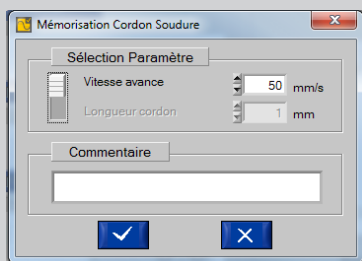 Mémorisation Cordon Soudure
Sélection Paramètre
Vitesse avance 50 mm/s
Longueur cordon 1 mm
Commentaire